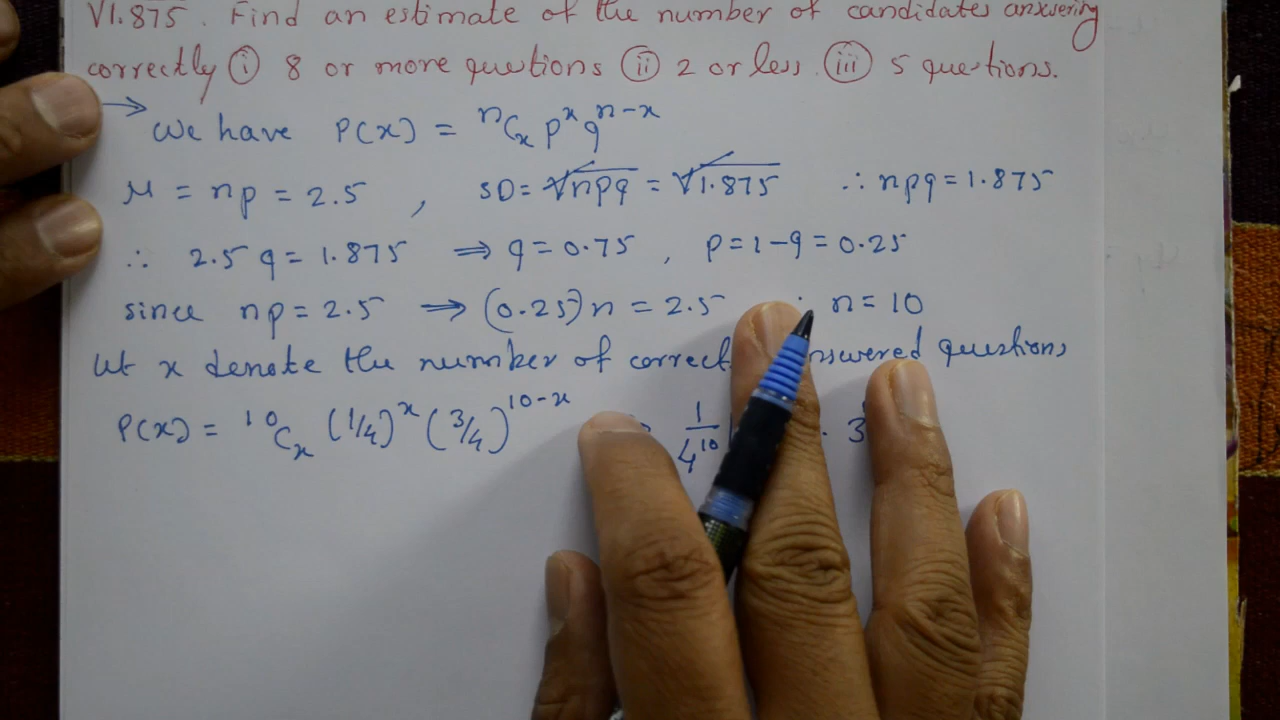 √1.875. Find an estimate of the number of candidates answering
correctly (i) 8 or more questions (ii) 2 or less (iii) 5 questions.
→ We have P(x) = ⁿCₓ pˣ qⁿ⁻ˣ
μ = np = 2.5 , SD = √npq = √1.875 ∴ npq = 1.875
∴ 2.5 q = 1.875 ⇒ q = 0.75 , p = 1-q = 0.25
since np = 2.5 ⇒ (0.25)n = 2.5 n = 10
let x denote the number of questions
P(x) = ¹⁰Cₓ (1/4)ˣ (3/4)¹⁰⁻ˣ 1/4¹⁰ . 3